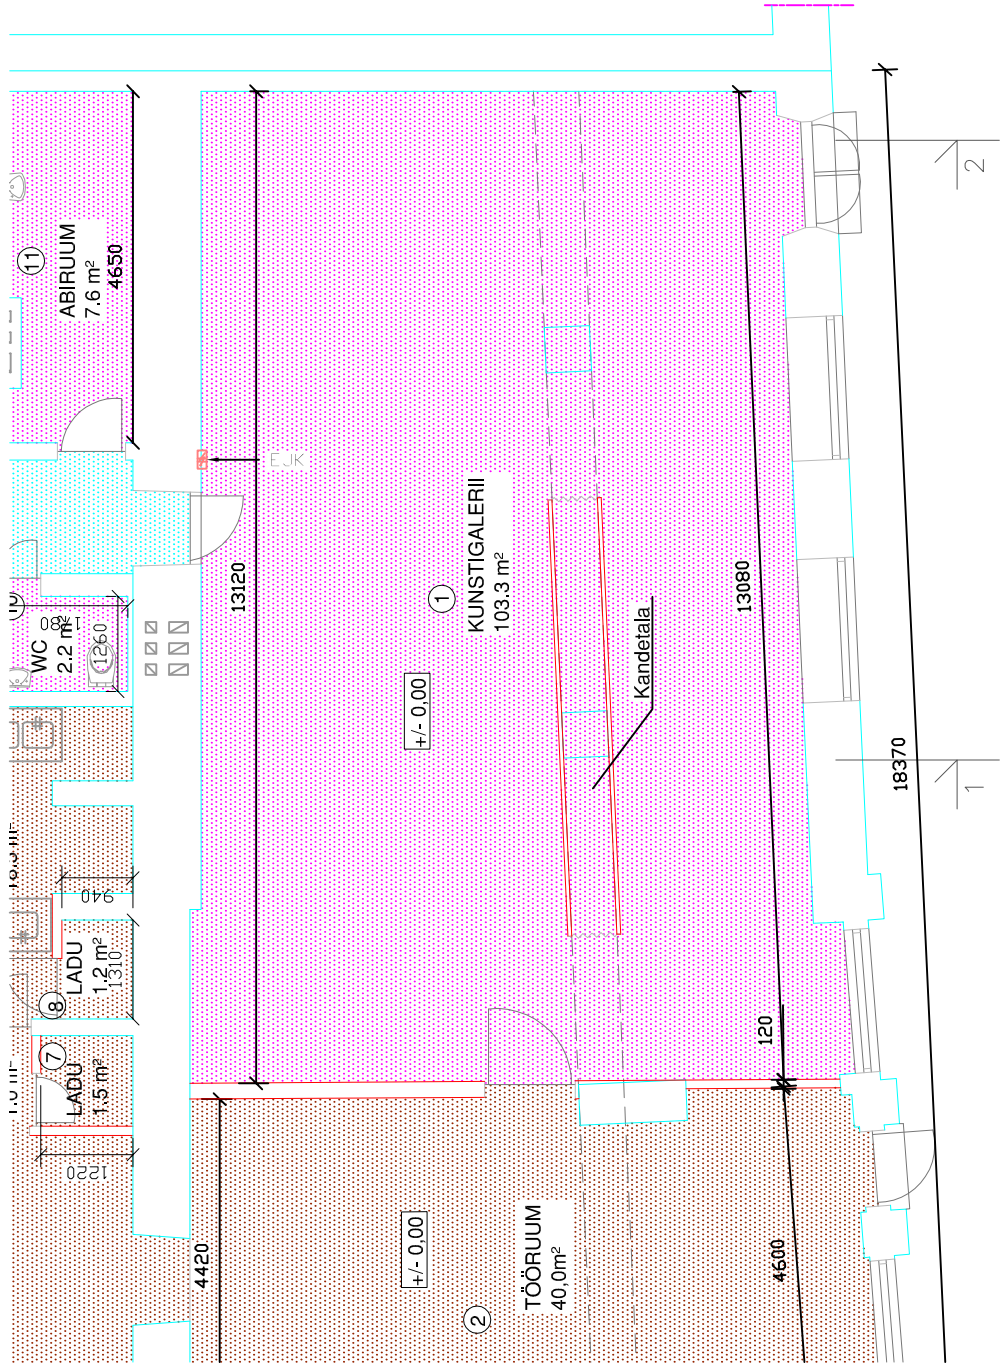 11
ABIRUUM
7.6 m²
4650
EJK
13120
1
KUNSTIGALERII
103.3 m²
13080
WC
2.2 m²
1780
1260
+/- 0,00
Kandetala
18370
2
1
940
8
LADU
1.2 m²
1310
7
LADU
1.5 m²
1220
120
4420
+/- 0,00
2
TÖÖRUUM
40,0m²
4600